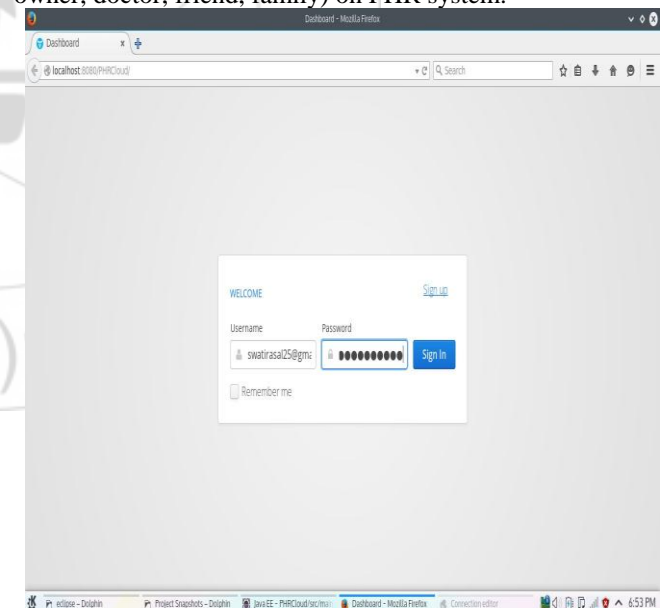 owner, doctor, friend, family) on PHR system.
Dashboard - Mozilla Firefox
Dashboard x
localhost:8080/PHRCloud/ Search
WELCOME Sign up
Username Password
swatirasal25@gma Sign In
Remember me
eclipse - Dolphin Project Snapshots - Dolphin Java EE - PHRCloud/src/mai Dashboard - Mozilla Firefox Connection editor 6:53 PM